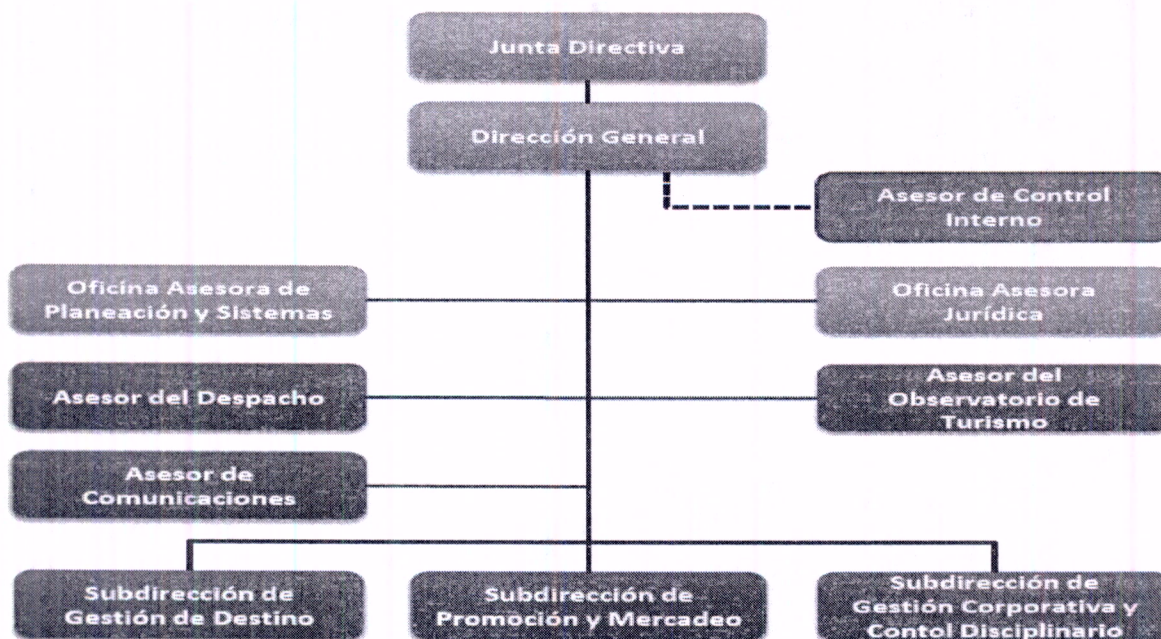 Junta Directiva
Dirección General
Asesor de Control
Interno
Oficina Asesora de
Planeación y Sistemas
Oficina Asesora
Jurídica
Asesor del Despacho
Asesor del
Observatorio de
Turismo
Asesor de
Comunicaciones
Subdirección de
Gestión de Destino
Subdirección de
Promoción y Mercadeo
Subdirección de
Gestión Corporativa y
Contol Disciplinario